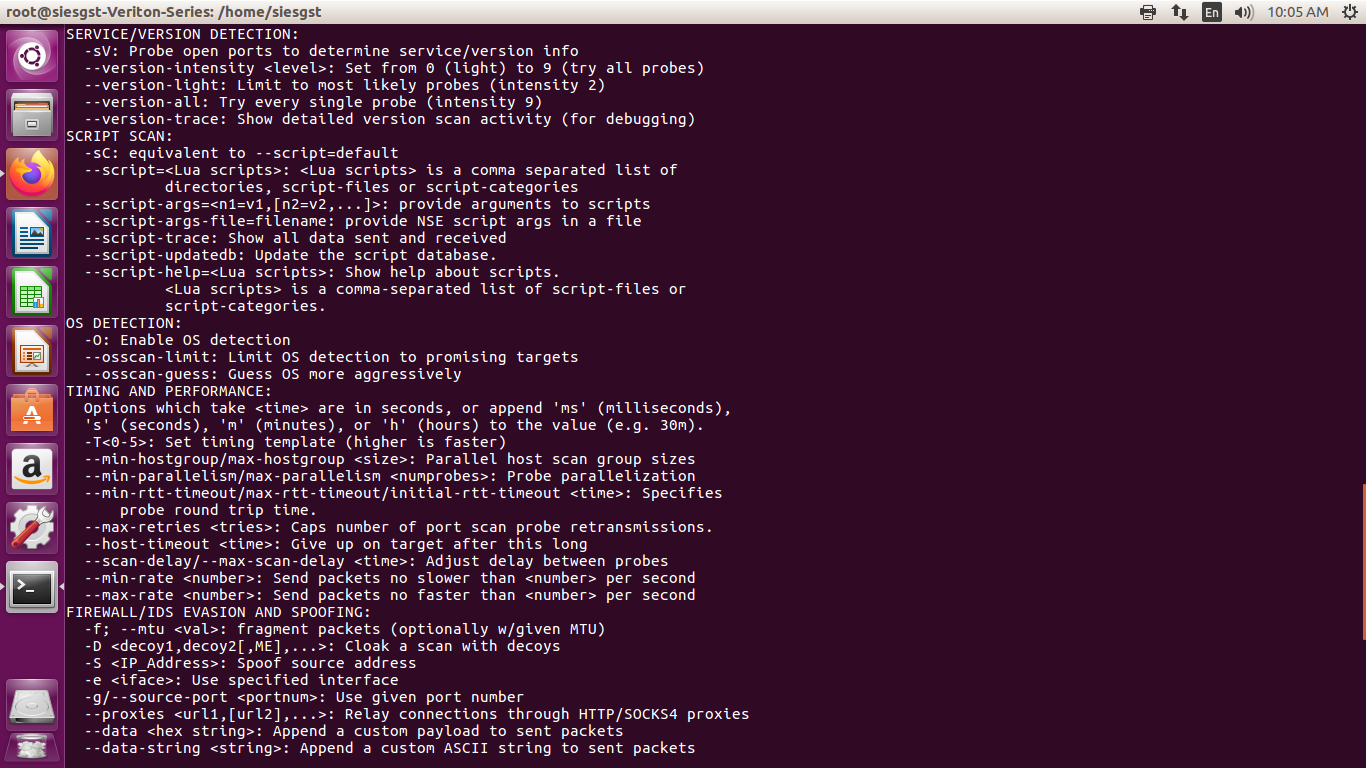 root@siesgst-Veriton-Series: /home/siesgst
En
10:05 AM
SERVICE/VERSION DETECTION:
  -sV: Probe open ports to determine service/version info
  --version-intensity <level>: Set from 0 (light) to 9 (try all probes)
  --version-light: Limit to most likely probes (intensity 2)
  --version-all: Try every single probe (intensity 9)
  --version-trace: Show detailed version scan activity (for debugging)
SCRIPT SCAN:
  -sC: equivalent to --script=default
  --script=<Lua scripts>: <Lua scripts> is a comma separated list of
           directories, script-files or script-categories
  --script-args=<n1=v1,[n2=v2,...]>: provide arguments to scripts
  --script-args-file=filename: provide NSE script args in a file
  --script-trace: Show all data sent and received
  --script-updatedb: Update the script database.
  --script-help=<Lua scripts>: Show help about scripts.
           <Lua scripts> is a comma-separated list of script-files or
           script-categories.
OS DETECTION:
  -O: Enable OS detection
  --osscan-limit: Limit OS detection to promising targets
  --osscan-guess: Guess OS more aggressively
TIMING AND PERFORMANCE:
  Options which take <time> are in seconds, or append 'ms' (milliseconds),
  's' (seconds), 'm' (minutes), or 'h' (hours) to the value (e.g. 30m).
  -T<0-5>: Set timing template (higher is faster)
  --min-hostgroup/max-hostgroup <size>: Parallel host scan group sizes
  --min-parallelism/max-parallelism <numprobes>: Probe parallelization
  --min-rtt-timeout/max-rtt-timeout/initial-rtt-timeout <time>: Specifies
      probe round trip time.
  --max-retries <tries>: Caps number of port scan probe retransmissions.
  --host-timeout <time>: Give up on target after this long
  --scan-delay/--max-scan-delay <time>: Adjust delay between probes
  --min-rate <number>: Send packets no slower than <number> per second
  --max-rate <number>: Send packets no faster than <number> per second
FIREWALL/IDS EVASION AND SPOOFING:
  -f; --mtu <val>: fragment packets (optionally w/given MTU)
  -D <decoy1,decoy2[,ME],...>: Cloak a scan with decoys
  -S <IP_Address>: Spoof source address
  -e <iface>: Use specified interface
  -g/--source-port <portnum>: Use given port number
  --proxies <url1,[url2],...>: Relay connections through HTTP/SOCKS4 proxies
  --data <hex string>: Append a custom payload to sent packets
  --data-string <string>: Append a custom ASCII string to sent packets